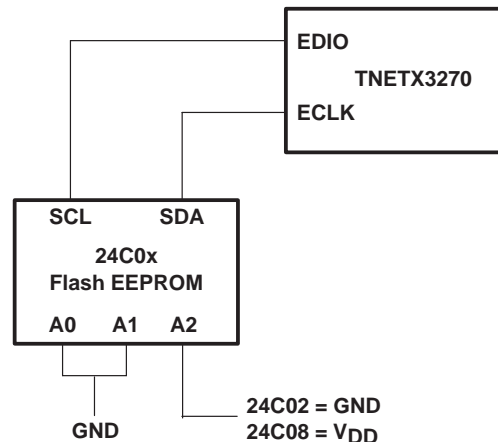 EDIO
TNETX3270
ECLK
SCL SDA
24C0x
Flash EEPROM
A0 A1 A2
24C02 = GND
GND
24C08 = VDD